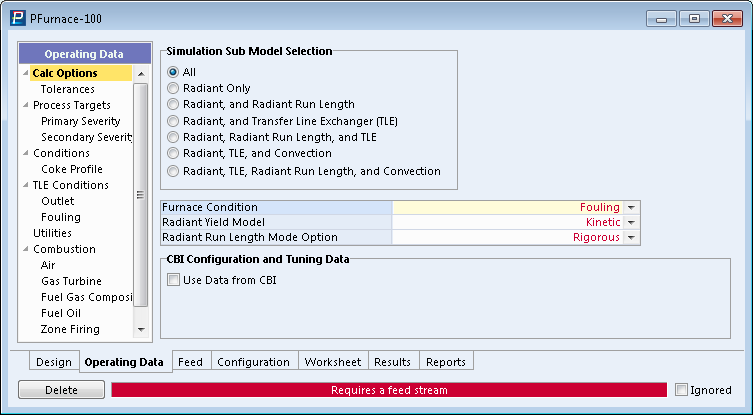 PFurnace-100
Operating Data
Calc Options
Tolerances
Process Targets
Primary Severity
Secondary Severity
Conditions
Coke Profile
TLE Conditions
Outlet
Fouling
Utilities
Combustion
Air
Gas Turbine
Fuel Gas Composi
Fuel Oil
Zone Firing
Simulation Sub Model Selection
All
Radiant Only
Radiant, and Radiant Run Length
Radiant, and Transfer Line Exchanger (TLE)
Radiant, Radiant Run Length, and TLE
Radiant, TLE, and Convection
Radiant, TLE, Radiant Run Length, and Convection
Furnace Condition Fouling
Radiant Yield Model Kinetic
Radiant Run Length Mode Option Rigorous
CBI Configuration and Tuning Data
Use Data from CBI
Design Operating Data Feed Configuration Worksheet Results Reports
Delete Requires a feed stream Ignored